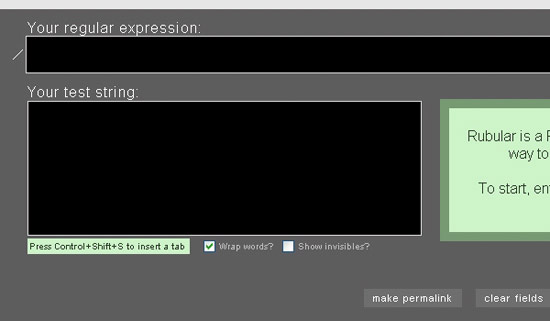 Your regular expression:
/
Your test string:
Rubular is a
way to
To start,
Press Control+Shift+S to insert a tab
Wrap words?
Show invisibles?
make permalink
clear fields